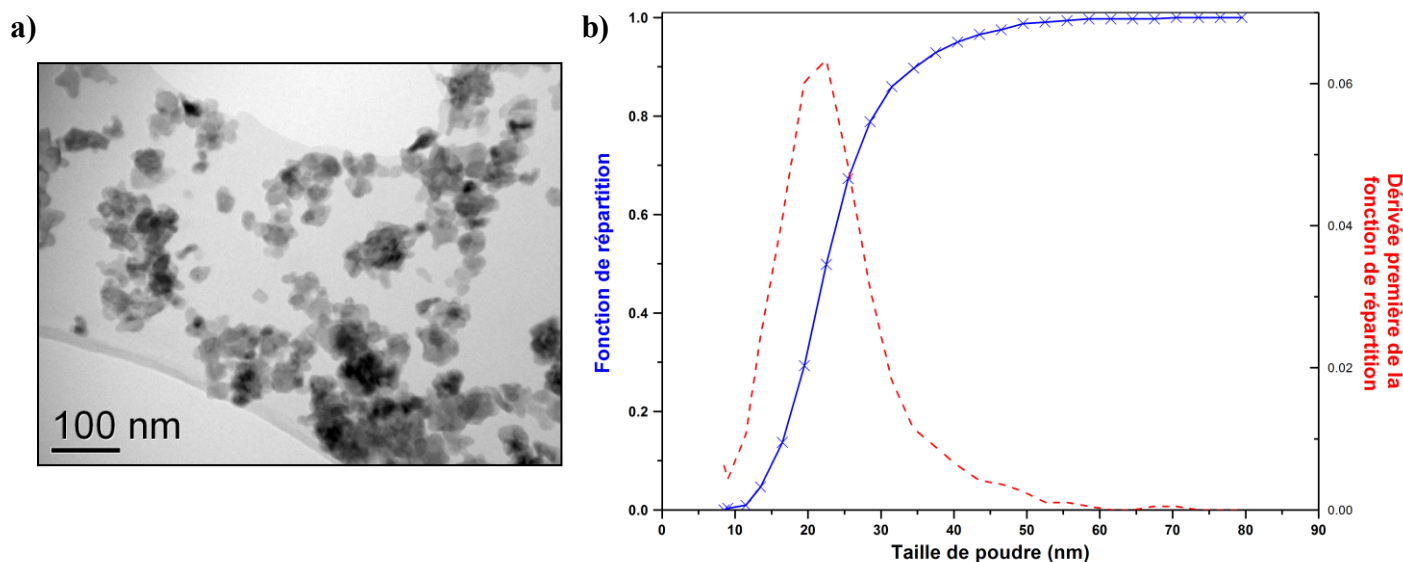 a)
100 nm
b)
Fonction de répartition
1.0
0.8
0.6
0.4
0.2
0.0
0 10 20 30 40 50 60 70 80 90
Taille de poudre (nm)
0.06
0.04
0.02
0.00
Dérivée première de la
fonction de répartition